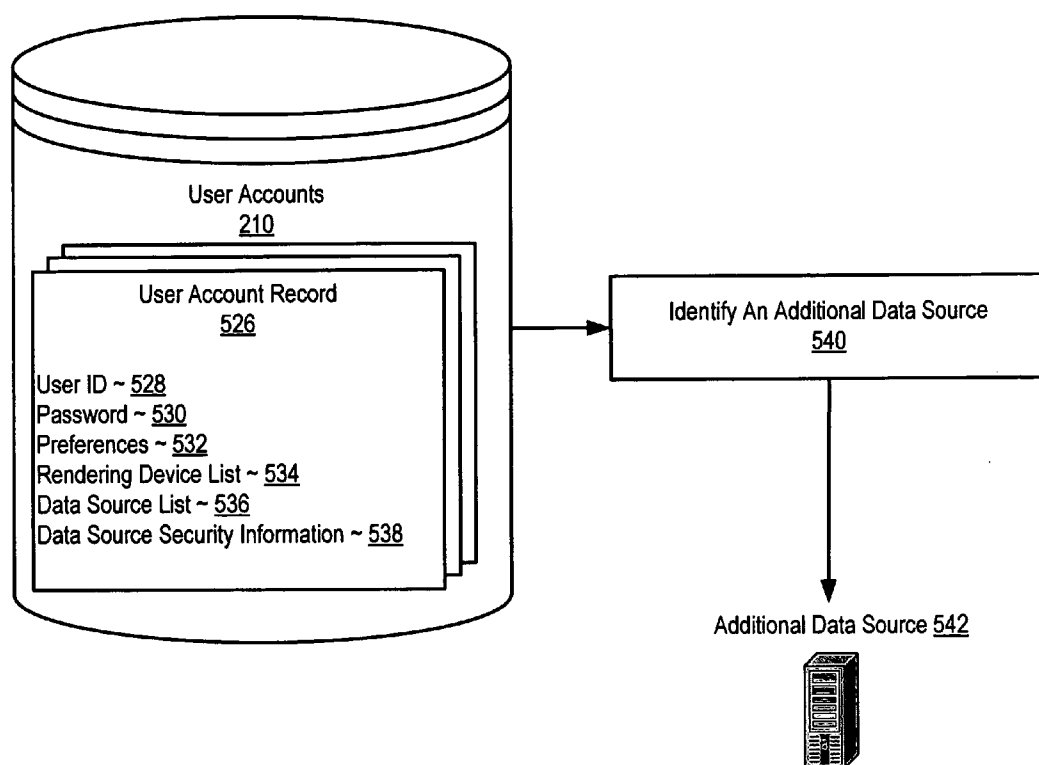 User Accounts
210
User Account Record
526
User ID ~ 528
Password ~ 530
Preferences ~ 532
Rendering Device List ~ 534
Data Source List ~ 536
Data Source Security Information ~ 538
Identify An Additional Data Source
540
Additional Data Source 542